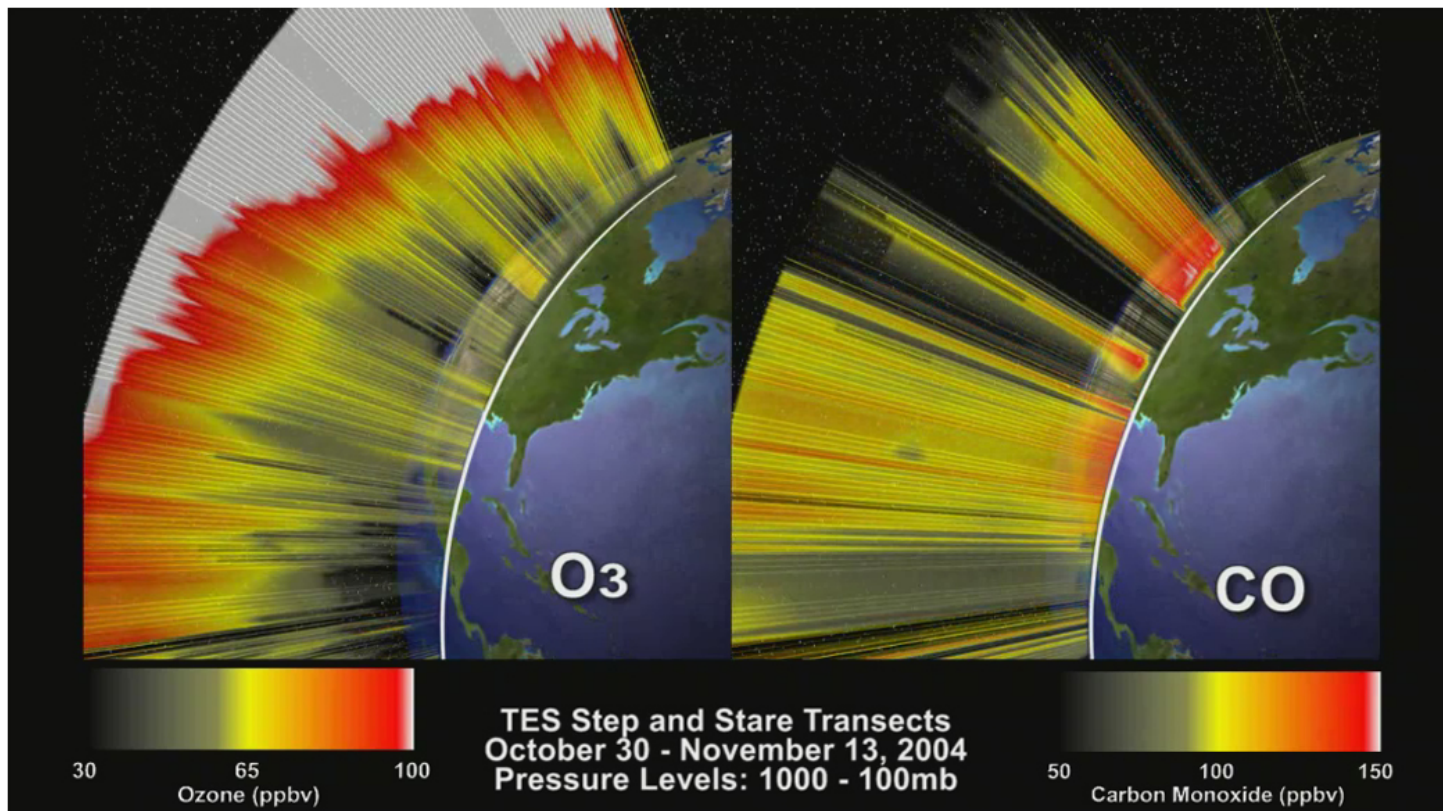 O3
CO
TES Step and Stare Transects
October 30 - November 13, 2004
Pressure Levels: 1000 - 100mb
30 65 100
Ozone (ppbv)
50 100 150
Carbon Monoxide (ppbv)